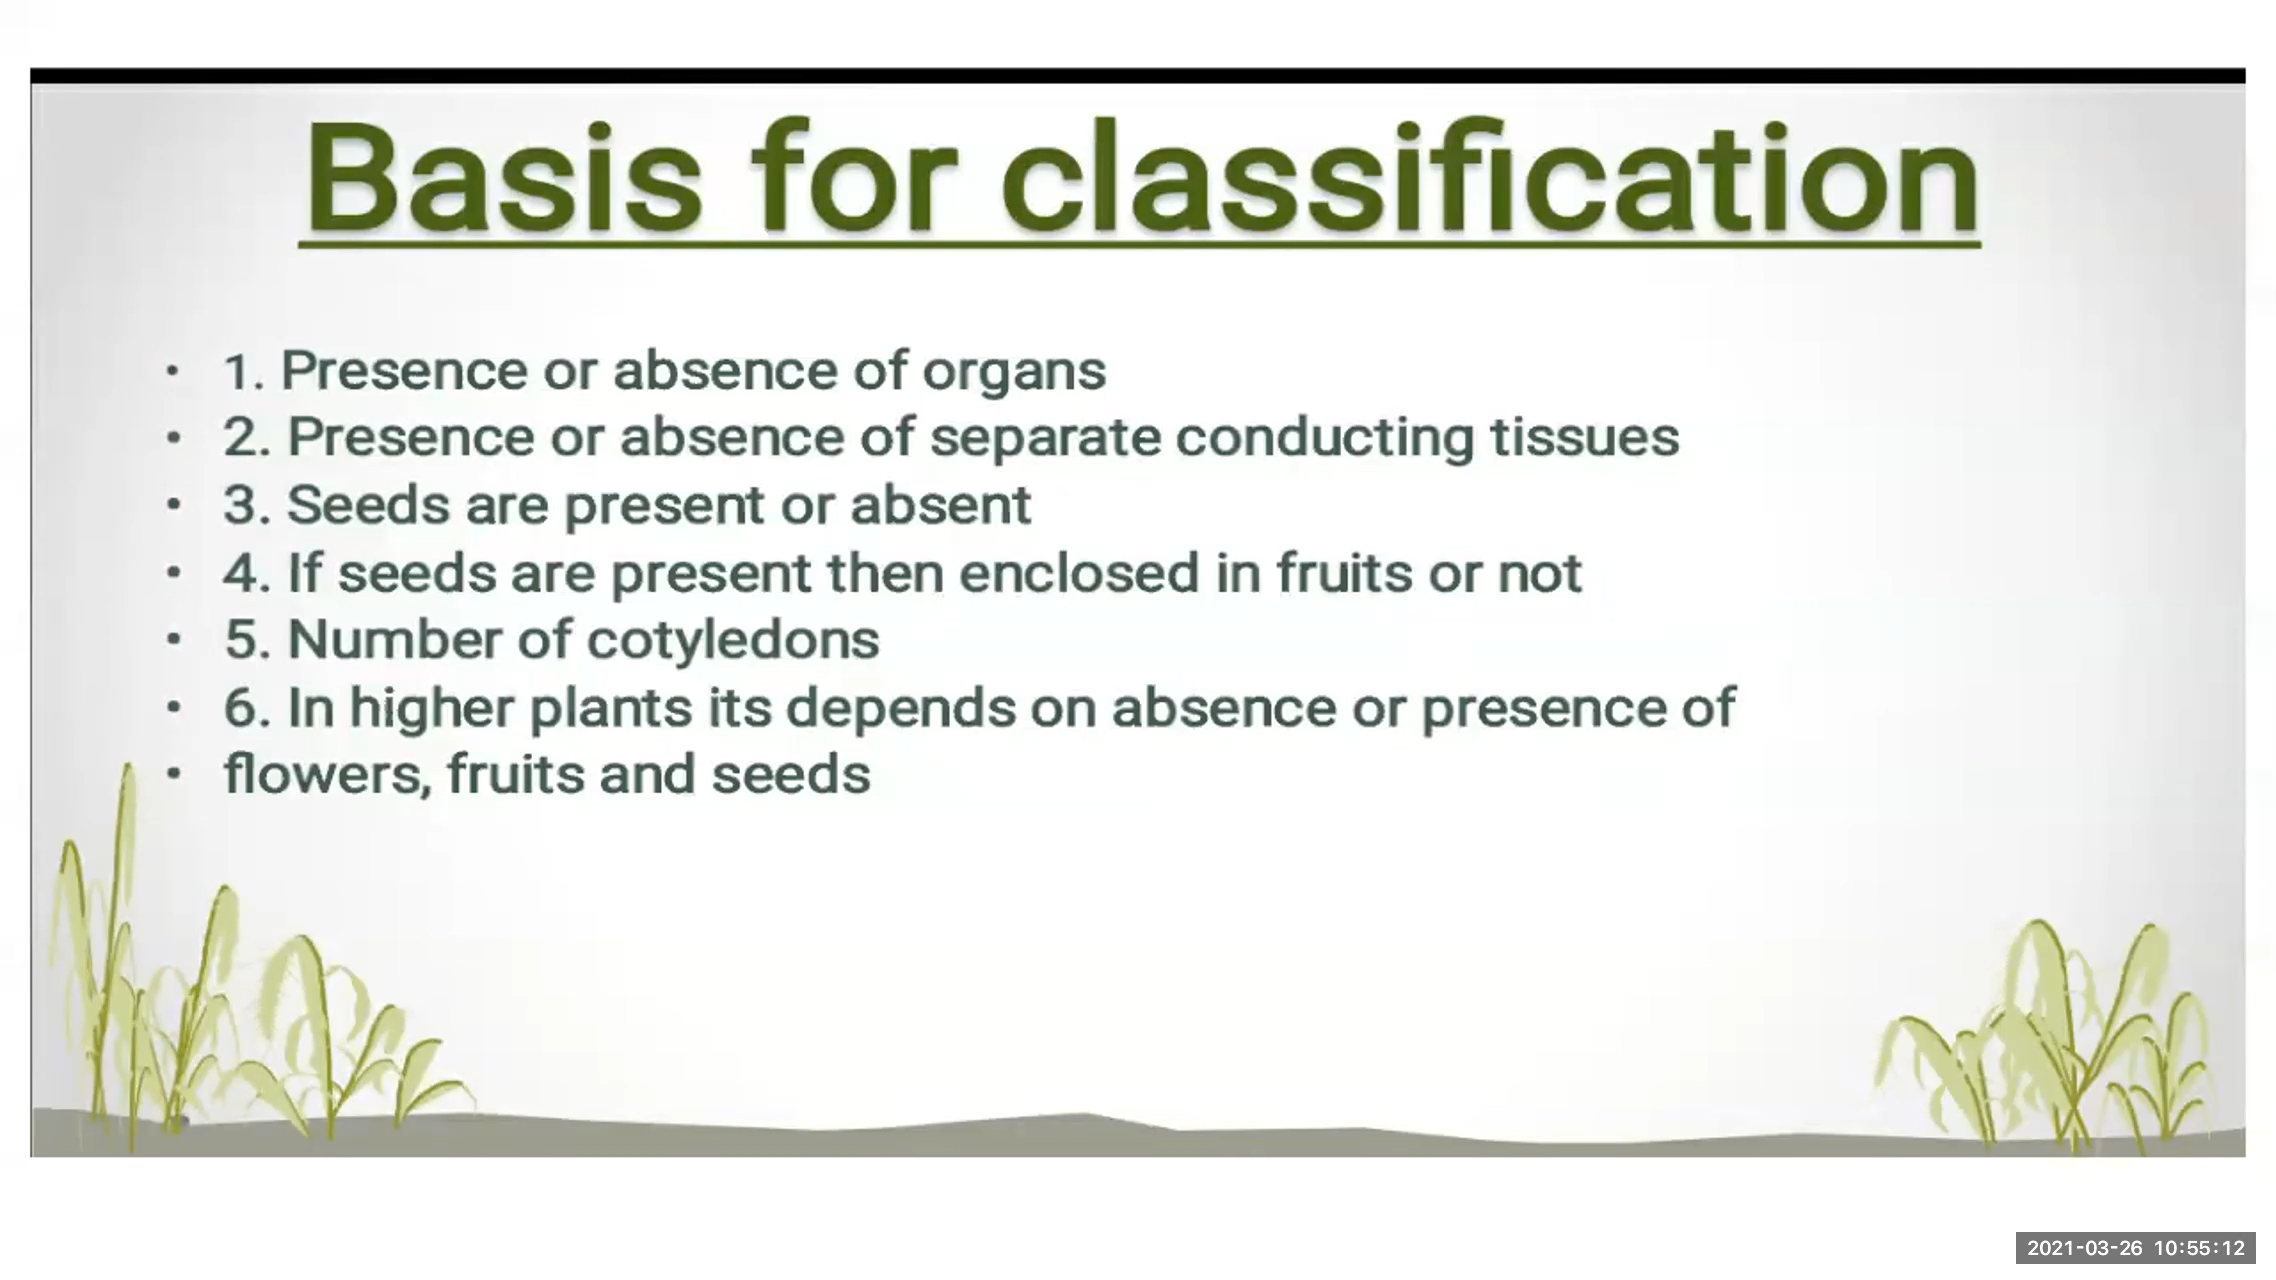 Basis for classification
• 1. Presence or absence of organs
• 2. Presence or absence of separate conducting tissues
• 3. Seeds are present or absent
• 4. If seeds are present then enclosed in fruits or not
• 5. Number of cotyledons
• 6. In higher plants its depends on absence or presence of
• flowers, fruits and seeds
2021-03-26 10:55:12